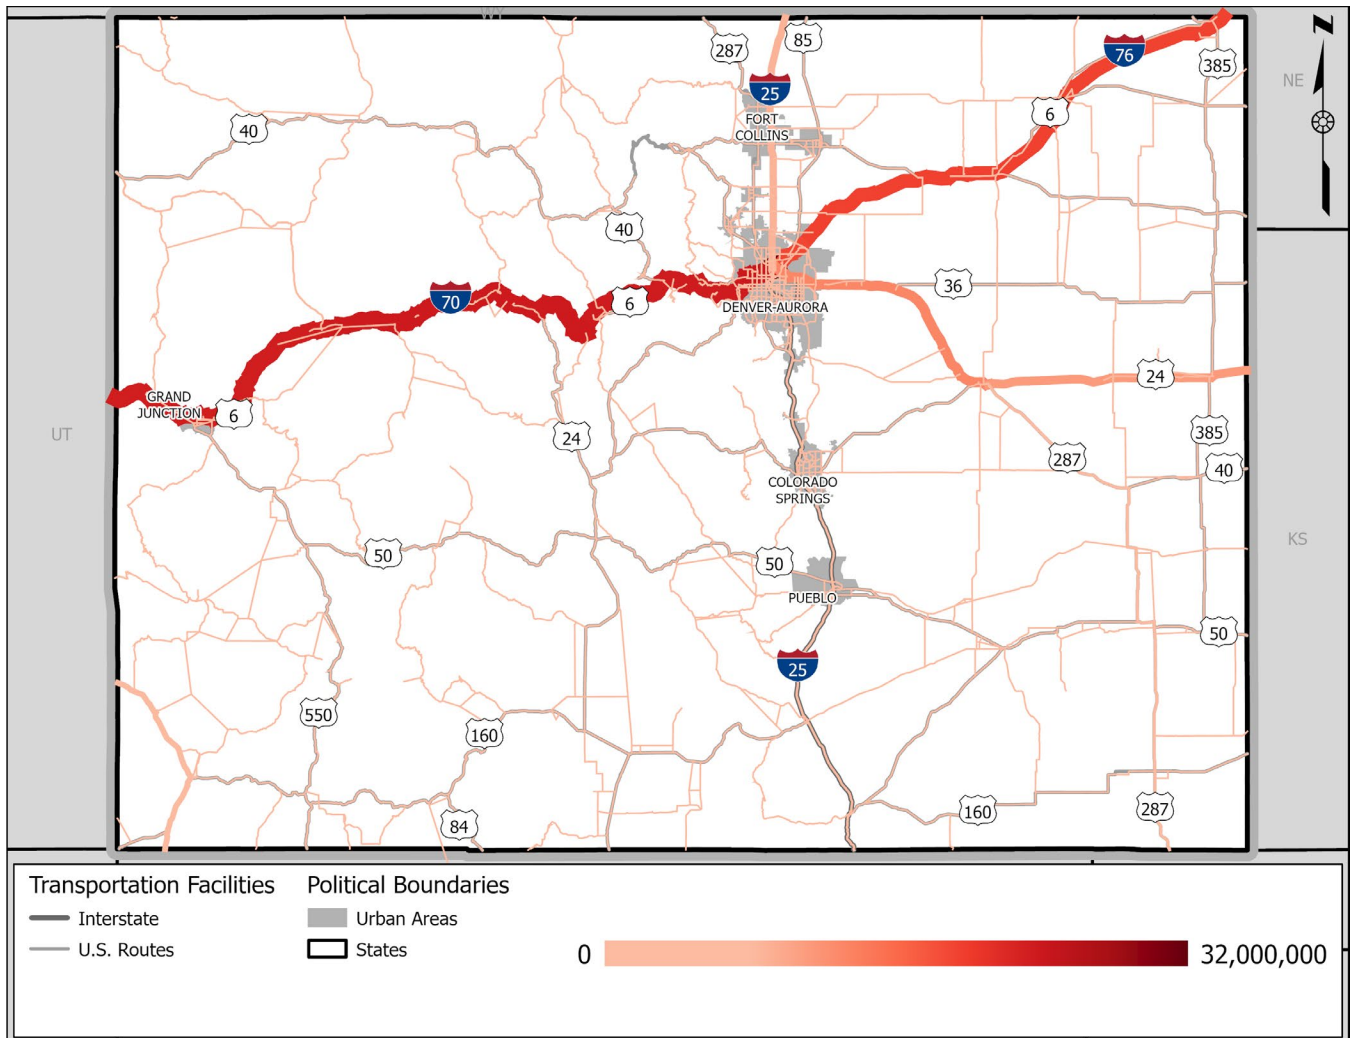 WY
287
85
25
76
385
N
NE
6
40
FORT
COLLINS
40
36
70
6
DENVER-AURORA
24
GRAND
JUNCTION
6
UT
24
385
287
40
COLORADO
SPRINGS
KS
50
50
PUEBLO
50
25
550
160
84
160
287
Transportation Facilities
Interstate
U.S. Routes
Political Boundaries
Urban Areas
States
0
32,000,000